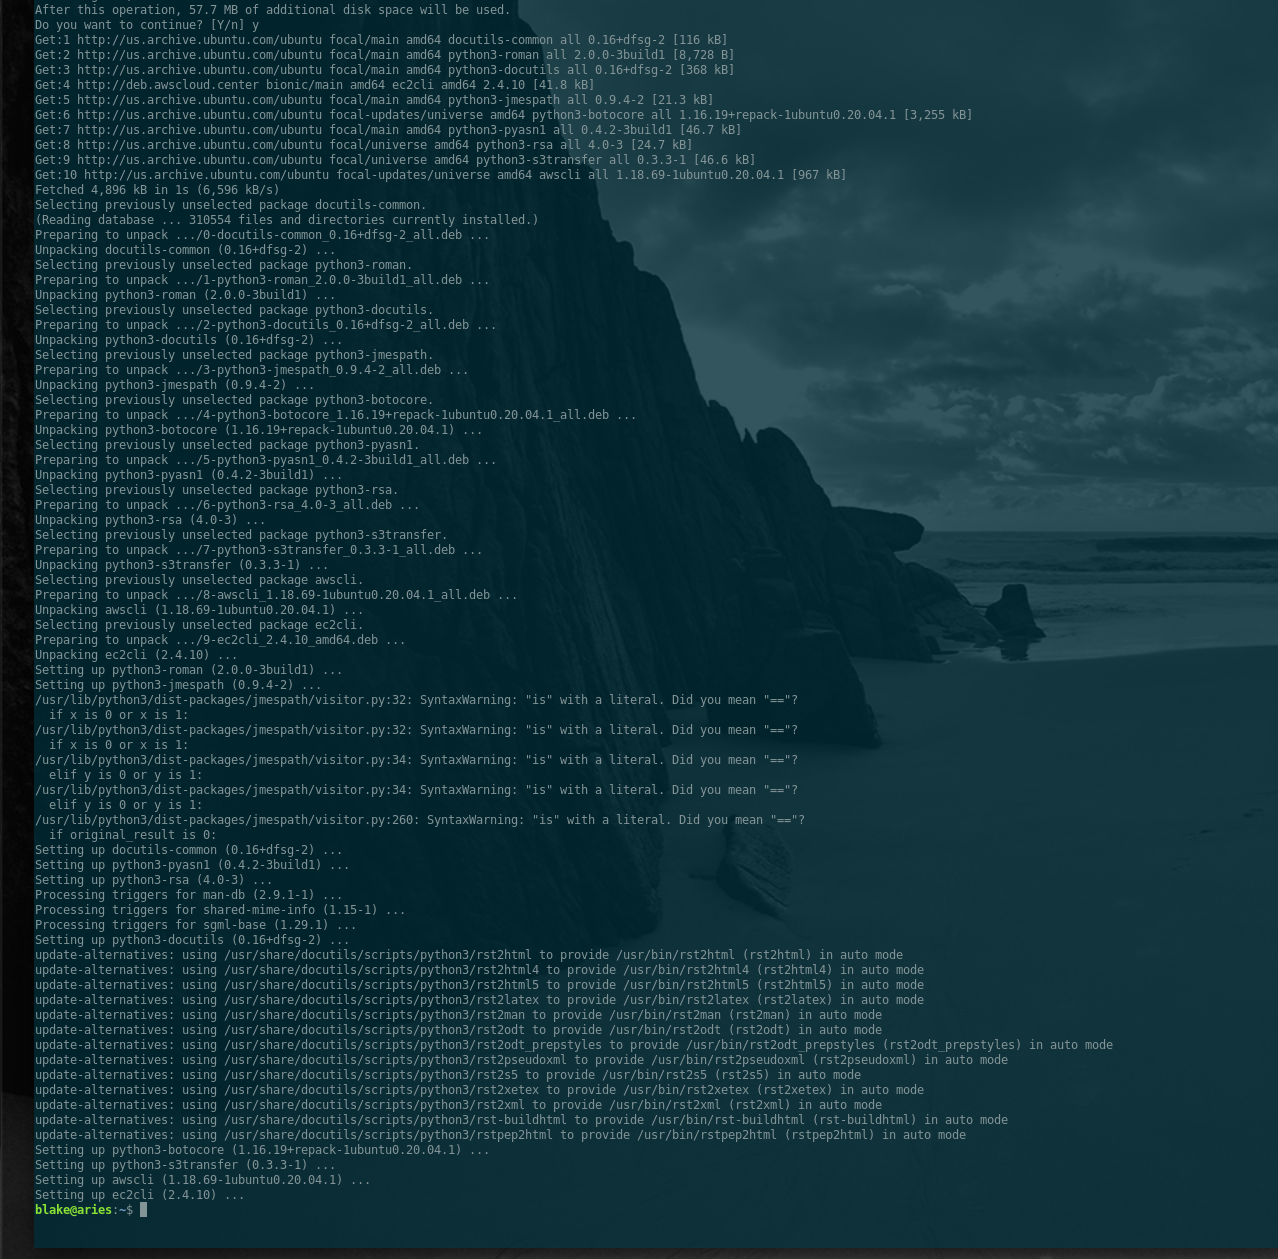 After this operation, 57.7 MB of additional disk space will be used.
Do you want to continue? [Y/n] y
Get:1 http://us.archive.ubuntu.com/ubuntu focal/main amd64 docutils-common all 0.16+dfsg-2 [116 kB]
Get:2 http://us.archive.ubuntu.com/ubuntu focal/main amd64 python3-roman all 2.0.0-3build1 [8,728 B]
Get:3 http://us.archive.ubuntu.com/ubuntu focal/main amd64 python3-docutils all 0.16+dfsg-2 [368 kB]
Get:4 http://deb.awscloud.center bionic/main amd64 ec2cli amd64 2.4.10 [41.8 kB]
Get:5 http://us.archive.ubuntu.com/ubuntu focal/main amd64 python3-jmespath all 0.9.4-2 [21.3 kB]
Get:6 http://us.archive.ubuntu.com/ubuntu focal-updates/universe amd64 python3-botocore all 1.16.19+repack-1ubuntu0.20.04.1 [3,255 kB]
Get:7 http://us.archive.ubuntu.com/ubuntu focal/main amd64 python3-pyasn1 all 0.4.2-3build1 [46.7 kB]
Get:8 http://us.archive.ubuntu.com/ubuntu focal/universe amd64 python3-rsa all 4.0-3 [24.7 kB]
Get:9 http://us.archive.ubuntu.com/ubuntu focal/universe amd64 python3-s3transfer all 0.3.3-1 [46.6 kB]
Get:10 http://us.archive.ubuntu.com/ubuntu focal-updates/universe amd64 awscli all 1.18.69-1ubuntu0.20.04.1 [967 kB]
Fetched 4,896 kB in 1s (6,596 kB/s)
Selecting previously unselected package docutils-common.
(Reading database ... 310554 files and directories currently installed.)
Preparing to unpack .../0-docutils-common_0.16+dfsg-2_all.deb ...
Unpacking docutils-common (0.16+dfsg-2) ...
Selecting previously unselected package python3-roman.
Preparing to unpack .../1-python3-roman_2.0.0-3build1_all.deb ...
Unpacking python3-roman (2.0.0-3build1) ...
Selecting previously unselected package python3-docutils.
Preparing to unpack .../2-python3-docutils_0.16+dfsg-2_all.deb ...
Unpacking python3-docutils (0.16+dfsg-2) ...
Selecting previously unselected package python3-jmespath.
Preparing to unpack .../3-python3-jmespath_0.9.4-2_all.deb ...
Unpacking python3-jmespath (0.9.4-2) ...
Selecting previously unselected package python3-botocore.
Preparing to unpack .../4-python3-botocore_1.16.19+repack-1ubuntu0.20.04.1_all.deb ...
Unpacking python3-botocore (1.16.19+repack-1ubuntu0.20.04.1) ...
Selecting previously unselected package python3-pyasn1.
Preparing to unpack .../5-python3-pyasn1_0.4.2-3build1_all.deb ...
Unpacking python3-pyasn1 (0.4.2-3build1) ...
Selecting previously unselected package python3-rsa.
Preparing to unpack .../6-python3-rsa_4.0-3_all.deb ...
Unpacking python3-rsa (4.0-3) ...
Selecting previously unselected package python3-s3transfer.
Preparing to unpack .../7-python3-s3transfer_0.3.3-1_all.deb ...
Unpacking python3-s3transfer (0.3.3-1) ...
Selecting previously unselected package awscli.
Preparing to unpack .../8-awscli_1.18.69-1ubuntu0.20.04.1_all.deb ...
Unpacking awscli (1.18.69-1ubuntu0.20.04.1) ...
Selecting previously unselected package ec2cli.
Preparing to unpack .../9-ec2cli_2.4.10_amd64.deb ...
Unpacking ec2cli (2.4.10) ...
Setting up python3-roman (2.0.0-3build1) ...
Setting up python3-jmespath (0.9.4-2) ...
/usr/lib/python3/dist-packages/jmespath/visitor.py:32: SyntaxWarning: "is" with a literal. Did you mean "=="?
  if x is 0 or x is 1:
/usr/lib/python3/dist-packages/jmespath/visitor.py:32: SyntaxWarning: "is" with a literal. Did you mean "=="?
  if x is 0 or x is 1:
/usr/lib/python3/dist-packages/jmespath/visitor.py:34: SyntaxWarning: "is" with a literal. Did you mean "=="?
  elif y is 0 or y is 1:
/usr/lib/python3/dist-packages/jmespath/visitor.py:34: SyntaxWarning: "is" with a literal. Did you mean "=="?
  elif y is 0 or y is 1:
/usr/lib/python3/dist-packages/jmespath/visitor.py:260: SyntaxWarning: "is" with a literal. Did you mean "=="?
  if original_result is 0:
Setting up docutils-common (0.16+dfsg-2) ...
Setting up python3-pyasn1 (0.4.2-3build1) ...
Setting up python3-rsa (4.0-3) ...
Processing triggers for man-db (2.9.1-1) ...
Processing triggers for shared-mime-info (1.15-1) ...
Processing triggers for sgml-base (1.29.1) ...
Setting up python3-docutils (0.16+dfsg-2) ...
update-alternatives: using /usr/share/docutils/scripts/python3/rst2html to provide /usr/bin/rst2html (rst2html) in auto mode
update-alternatives: using /usr/share/docutils/scripts/python3/rst2html4 to provide /usr/bin/rst2html4 (rst2html4) in auto mode
update-alternatives: using /usr/share/docutils/scripts/python3/rst2html5 to provide /usr/bin/rst2html5 (rst2html5) in auto mode
update-alternatives: using /usr/share/docutils/scripts/python3/rst2latex to provide /usr/bin/rst2latex (rst2latex) in auto mode
update-alternatives: using /usr/share/docutils/scripts/python3/rst2man to provide /usr/bin/rst2man (rst2man) in auto mode
update-alternatives: using /usr/share/docutils/scripts/python3/rst2odt to provide /usr/bin/rst2odt (rst2odt) in auto mode
update-alternatives: using /usr/share/docutils/scripts/python3/rst2odt_prepstyles to provide /usr/bin/rst2odt_prepstyles (rst2odt_prepstyles) in auto mode
update-alternatives: using /usr/share/docutils/scripts/python3/rst2pseudoxml to provide /usr/bin/rst2pseudoxml (rst2pseudoxml) in auto mode
update-alternatives: using /usr/share/docutils/scripts/python3/rst2s5 to provide /usr/bin/rst2s5 (rst2s5) in auto mode
update-alternatives: using /usr/share/docutils/scripts/python3/rst2xetex to provide /usr/bin/rst2xetex (rst2xetex) in auto mode
update-alternatives: using /usr/share/docutils/scripts/python3/rst2xml to provide /usr/bin/rst2xml (rst2xml) in auto mode
update-alternatives: using /usr/share/docutils/scripts/python3/rst-buildhtml to provide /usr/bin/rst-buildhtml (rst-buildhtml) in auto mode
update-alternatives: using /usr/share/docutils/scripts/python3/rstpep2html to provide /usr/bin/rstpep2html (rstpep2html) in auto mode
Setting up python3-botocore (1.16.19+repack-1ubuntu0.20.04.1) ...
Setting up python3-s3transfer (0.3.3-1) ...
Setting up awscli (1.18.69-1ubuntu0.20.04.1) ...
Setting up ec2cli (2.4.10) ...
blake@aries:~$